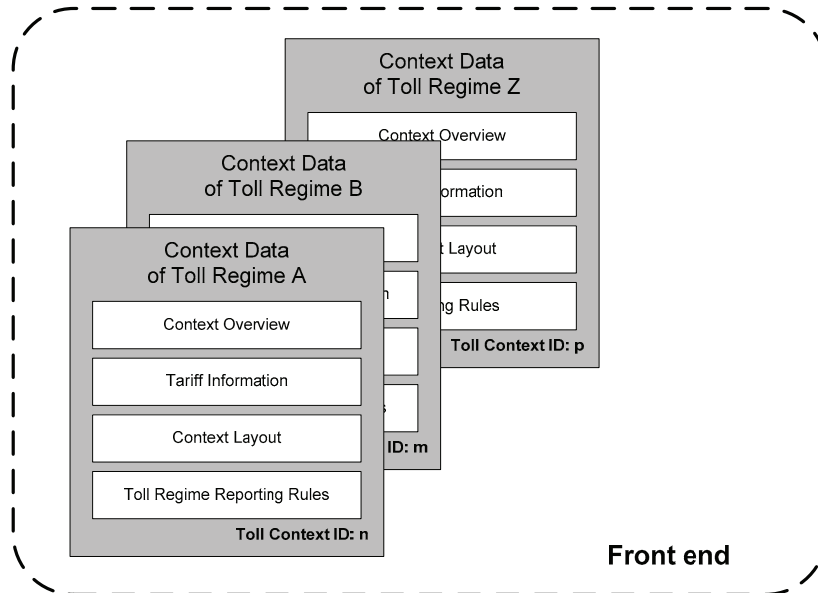 Context Data
of Toll Regime Z
Context Overview
ormation
t Layout
ng Rules
Toll Context ID: p
Context Data
of Toll Regime B
n
s
ID: m
Context Data
of Toll Regime A
Context Overview
Tariff Information
Context Layout
Toll Regime Reporting Rules
Toll Context ID: n
Front end